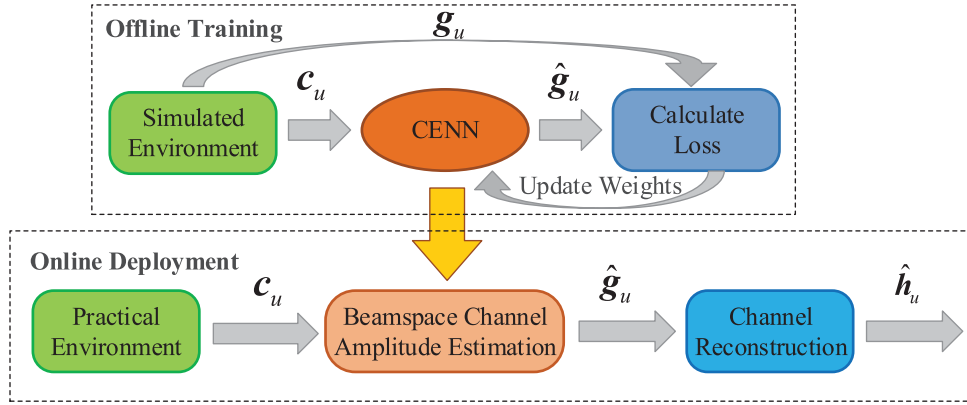 Offline Training
g_u
c_u
ĝ_u
Simulated
Environment
CENN
Calculate
Loss
Update Weights
Online Deployment
c_u
ĝ_u
ĥ_u
Practical
Environment
Beamspace Channel
Amplitude Estimation
Channel
Reconstruction